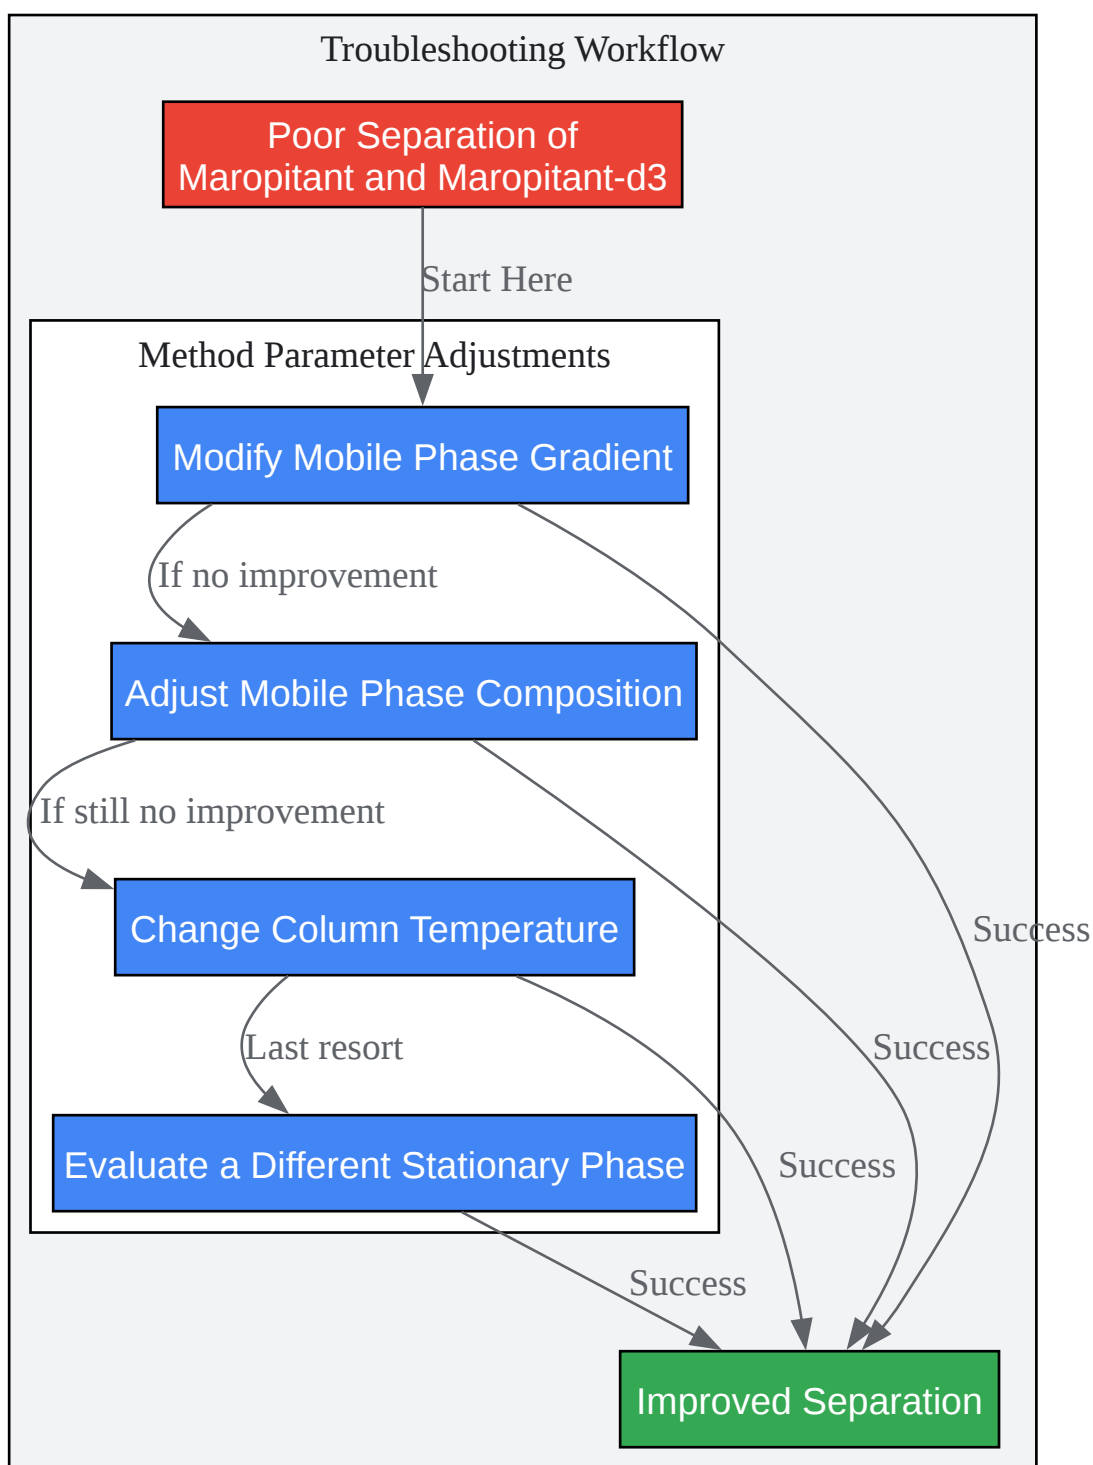 Troubleshooting Workflow
Poor Separation of
Maropitant and Maropitant-d3
Start Here
Method Parameter Adjustments
Modify Mobile Phase Gradient
If no improvement
Adjust Mobile Phase Composition
If still no improvement
Change Column Temperature
Success
Last resort
Success
Evaluate a Different Stationary Phase
Success
Success
Improved Separation